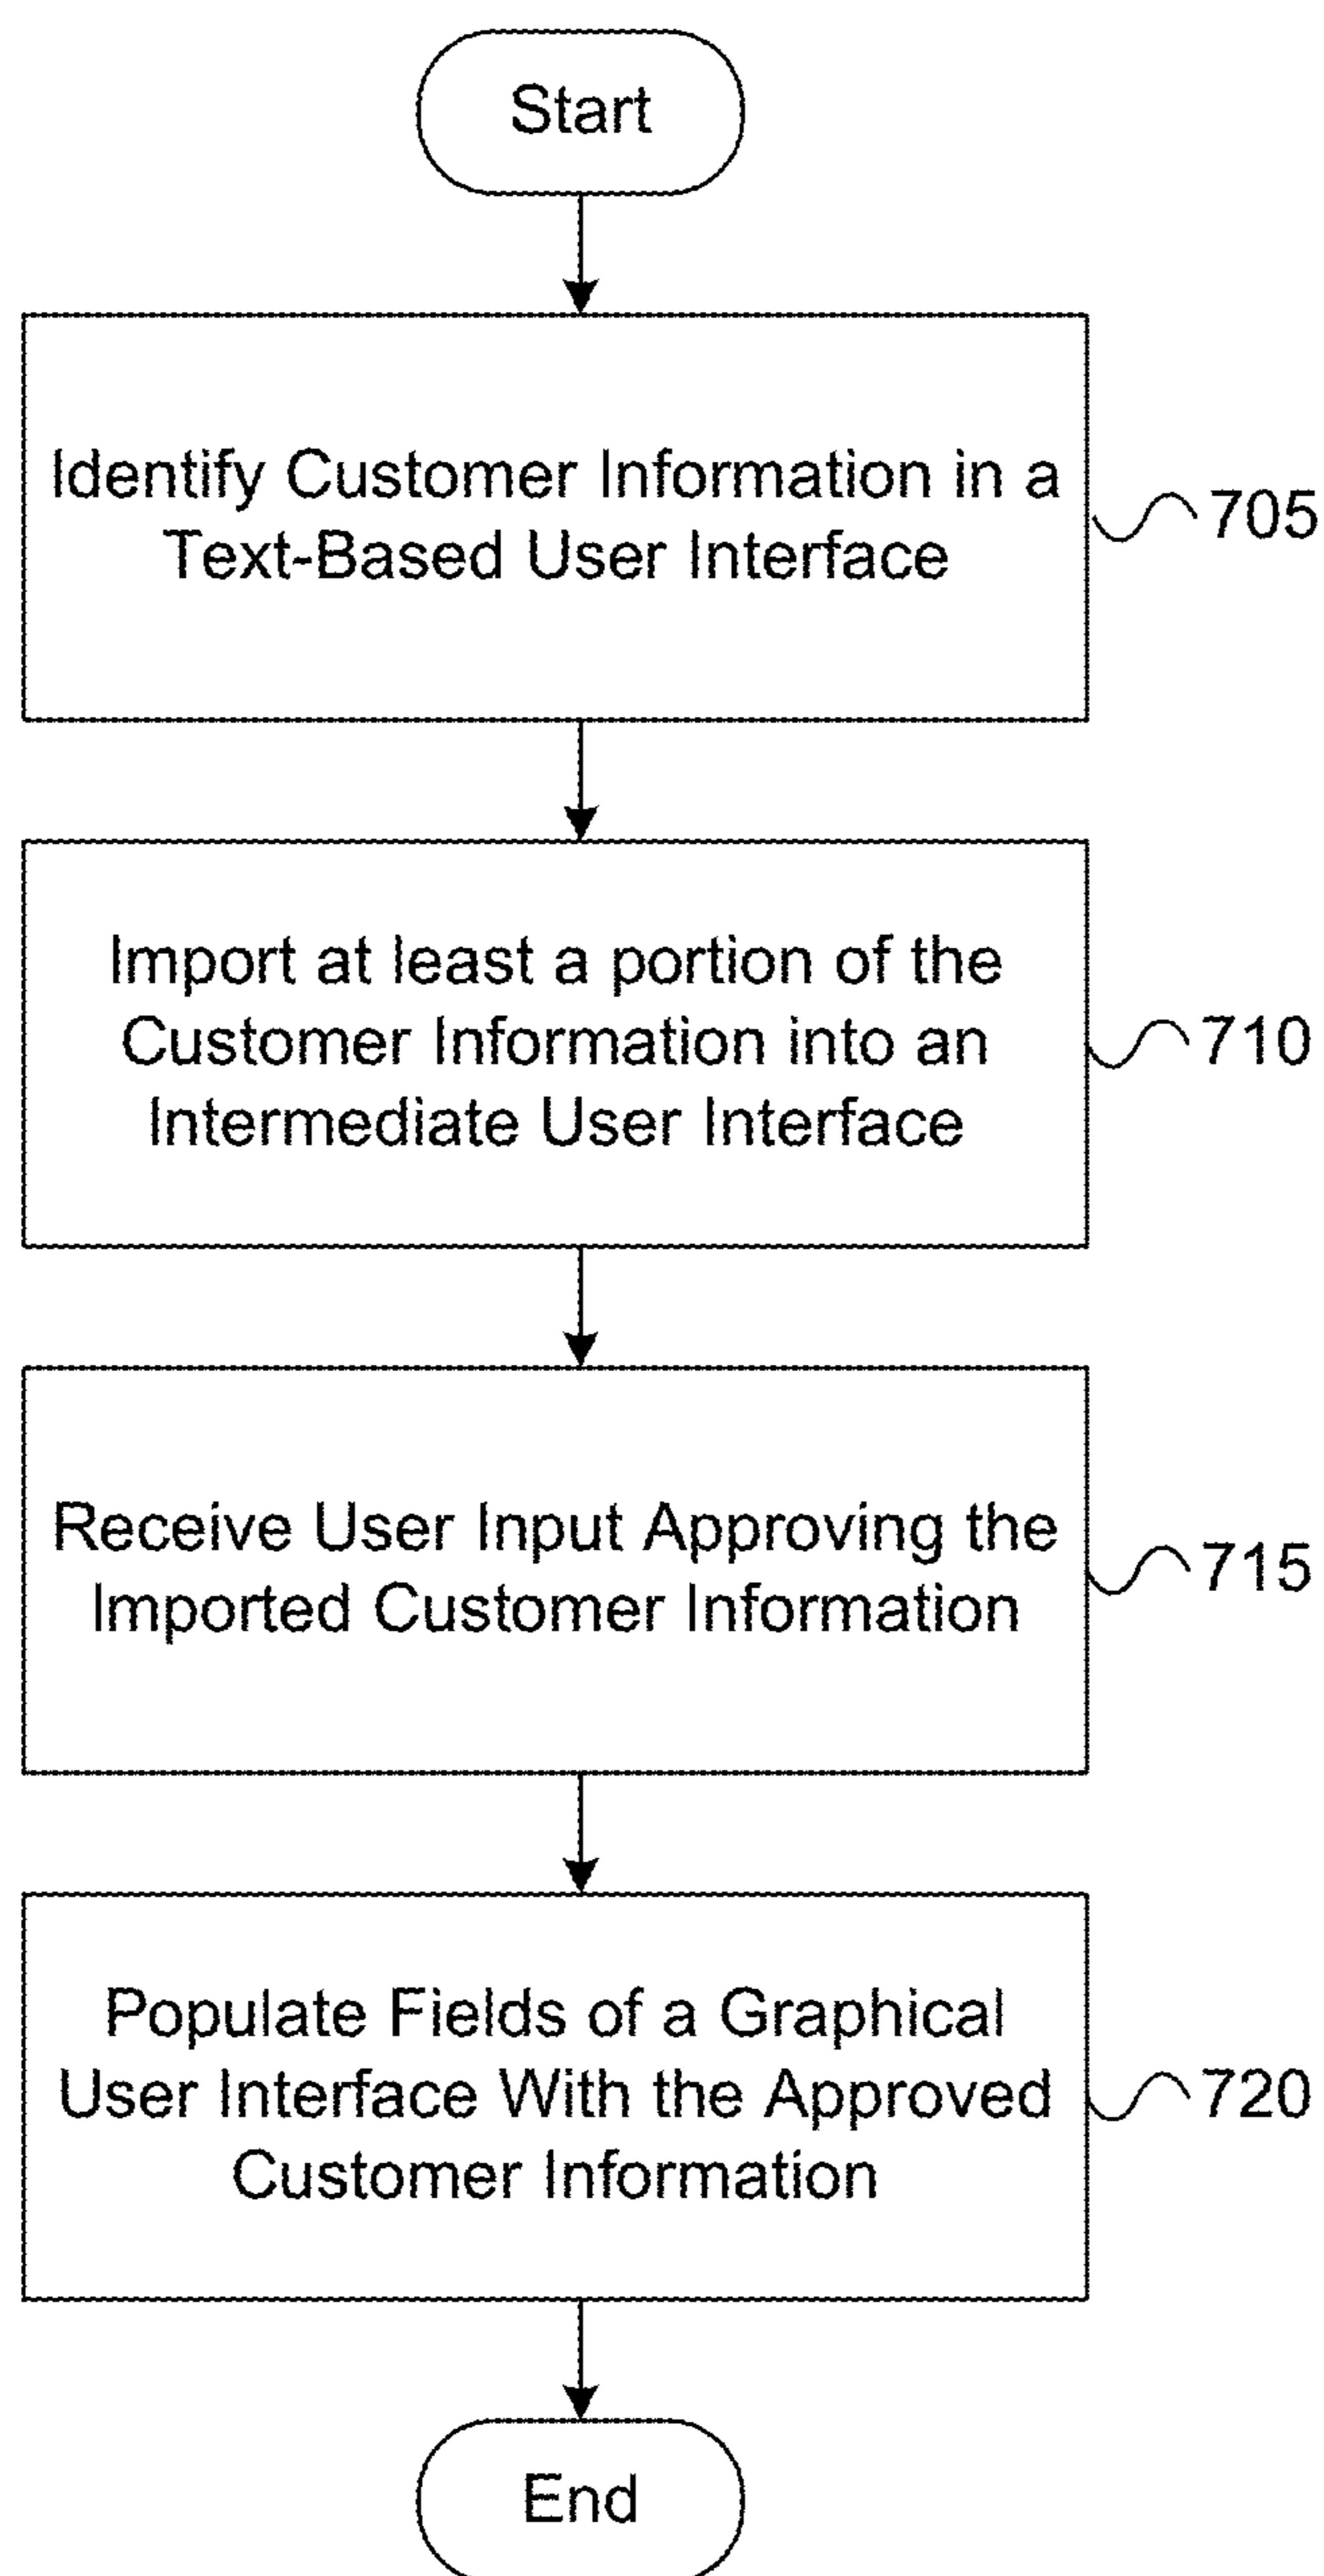 Start
Identify Customer Information in a
Text-Based User Interface
705
Import at least a portion of the
Customer Information into an
Intermediate User Interface
710
Receive User Input Approving the
Imported Customer Information
715
Populate Fields of a Graphical
User Interface With the Approved
Customer Information
720
End